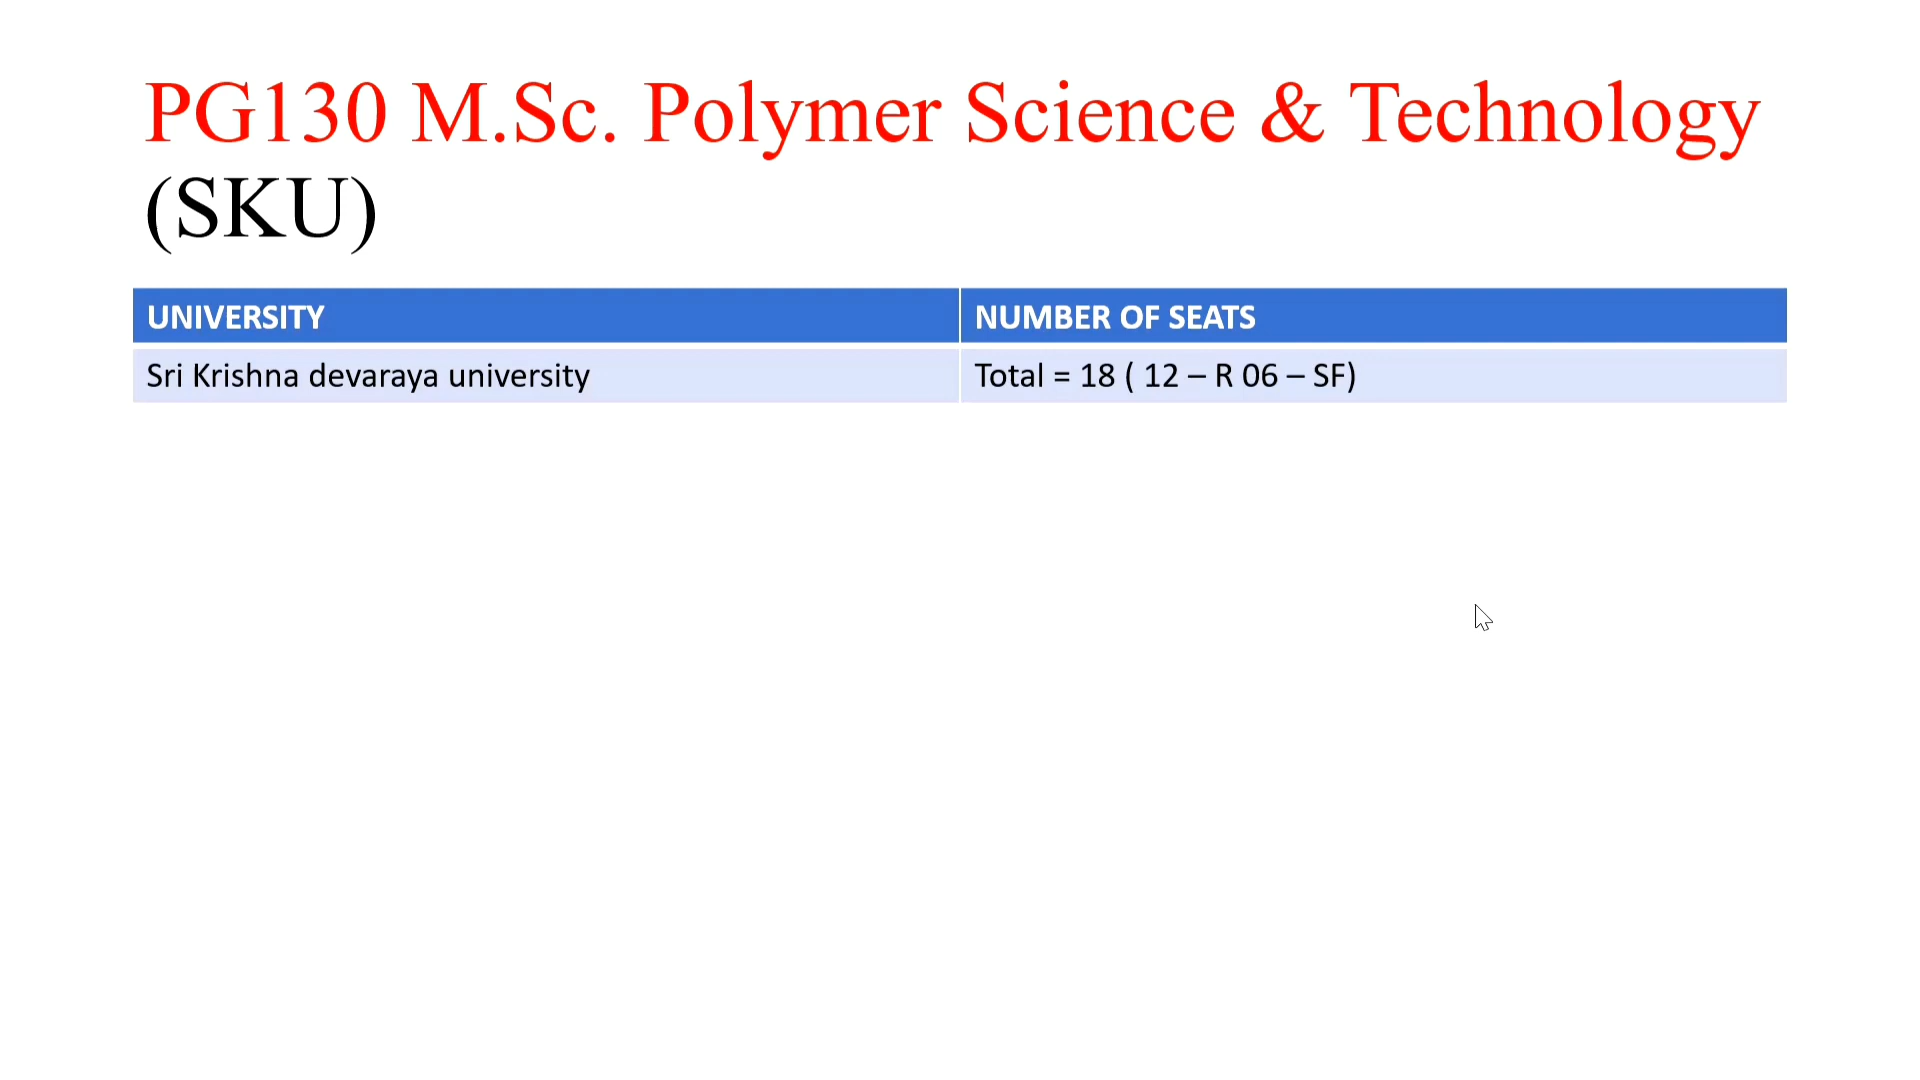 PG130 M.Sc. Polymer Science & Technology
(SKU)
UNIVERSITY NUMBER OF SEATS
Sri Krishna devaraya university Total = 18 ( 12 – R 06 – SF)